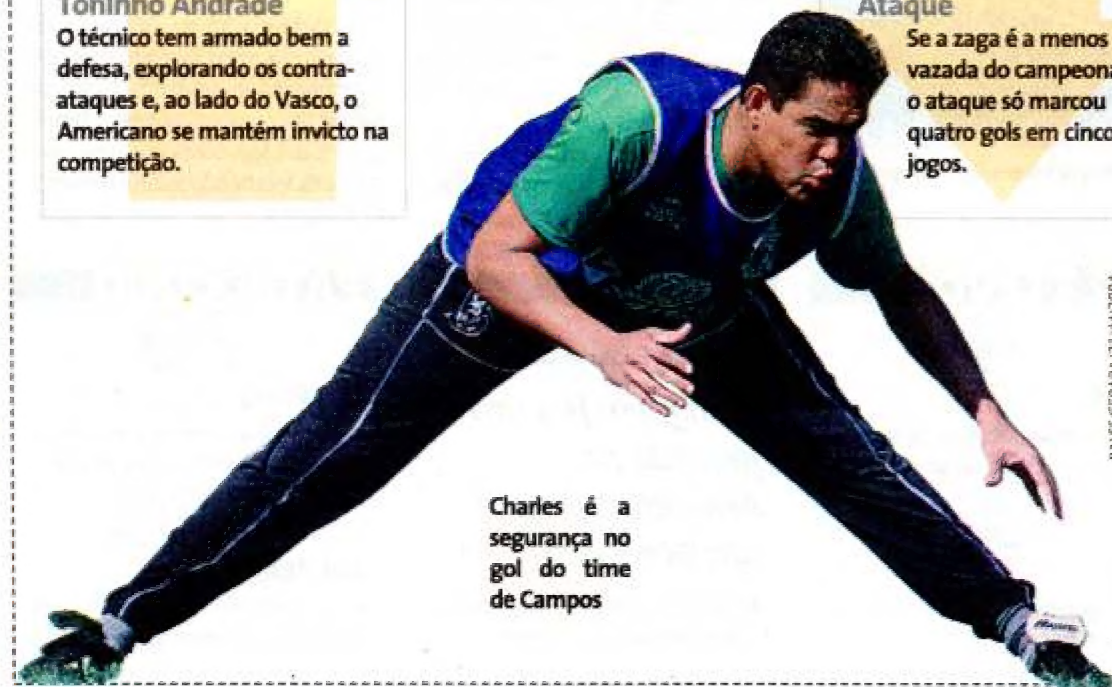 Toninho Andrade
O técnico tem armado bem a
defesa, explorando os contra-
ataques e, ao lado do Vasco, o
Americano se mantém invicto na
competição.
Ataque
Se a zaga é a menos
vazada do
o ataque só marcou
quatro gols em cinco
jogos.
Charles é a
segurança no
gol do time
de Campos